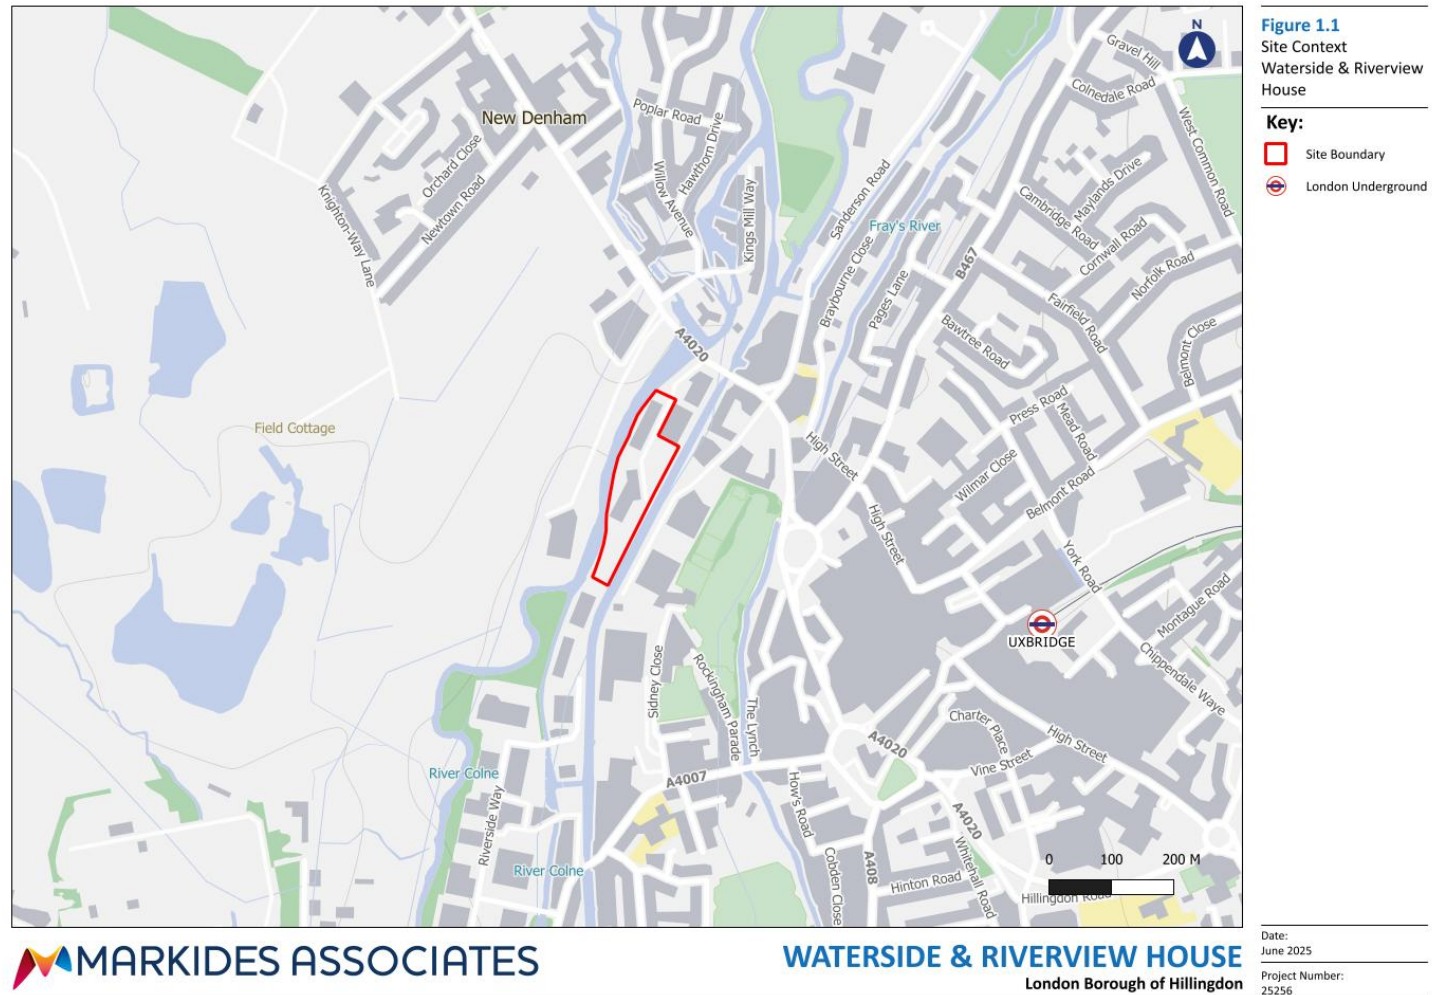 N
Figure 1.1
Site Context
Waterside & Riverview
House
Key:
Site Boundary
London Underground
Gravel Hill
Colnedale Road
West Common Road
New Denham
Poplar Road
Hawthorn Drive
Orchard Close
Willow Avenue
Kings Mill Way
Sanderson Road
Maylands Drive
Knighton-Way Lane
Newtown Road
Fray's River
Cambridge Road
Cornwall Road
Norfolk Road
B467
Braybourne Close
Pages Lane
Fairfield Road
Bawtree Road
Belmont Close
A4020
Press Road
Mead Road
Field Cottage
High Street
Wilmar Close
Belmont Road
High Street
York Road
Montague Road
UXBRIDGE
Chippendale Waye
Sidney Close
Rockingham Parade
The Lynch
Charter Place
High Street
A4020
Vine Street
River Colne
A4007
How's Road
Riverside Way
A4020
Whitehall Road
Cobden Close
A408
Hinton Road
River Colne
0 100 200 M
Hillingdon Road
MARKIDES ASSOCIATES
WATERSIDE & RIVERVIEW HOUSE
London Borough of Hillingdon
Date:
June 2025
Project Number:
25256